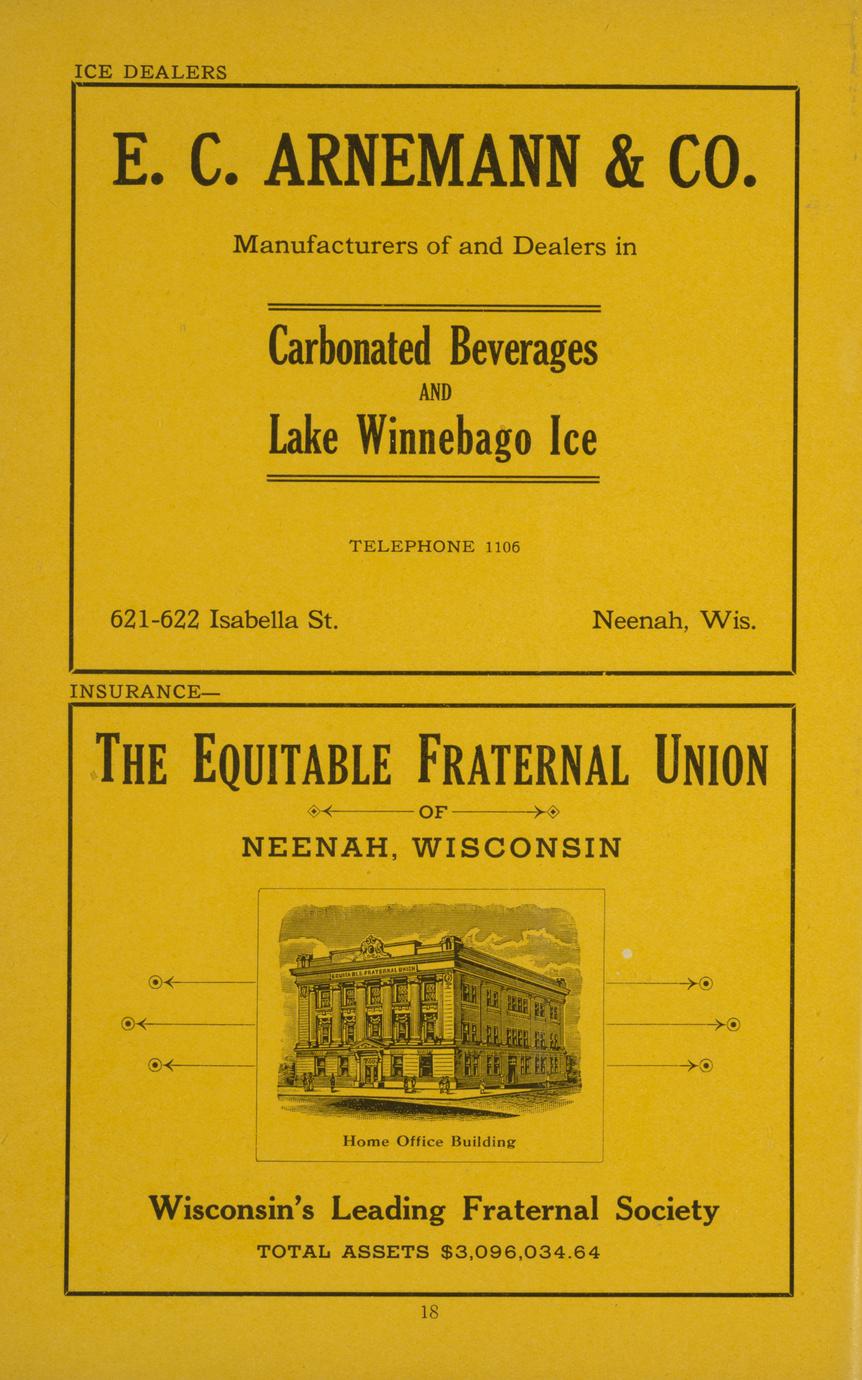 ICE DEALERS
E. C. ARNEMANN & CO.
Manufacturers of and Dealers in
Carbonated Beverages
AND
Lake Winnebago Ice
TELEPHONE 1106
621-622 Isabella St. Neenah, Wis.
INSURANCE—
THE EQUITABLE FRATERNAL UNION
OF
NEENAH, WISCONSIN
EQUITABLE FRATERNAL UNION
Home Office Building
Wisconsin's Leading Fraternal Society
TOTAL ASSETS $3,096,034.64
18